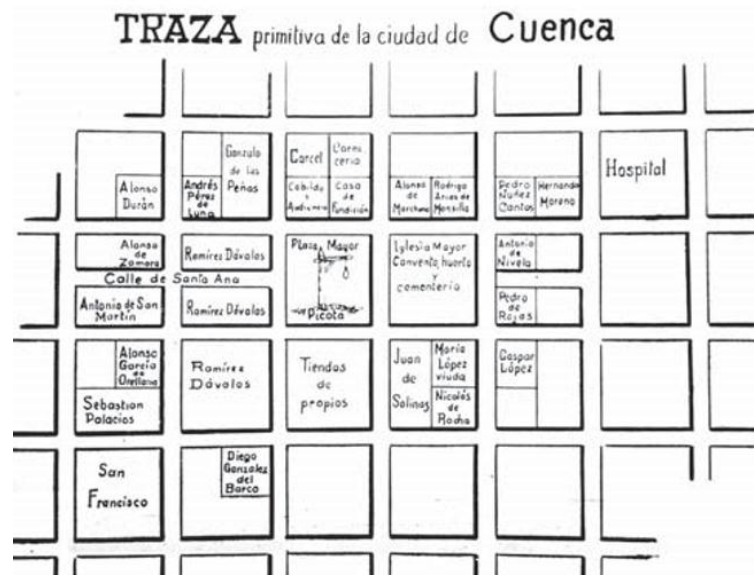 TRAZA primitiva de la ciudad de Cuenca
Alonso
Durán
Andrés
Pérez
de
Luna
Gonzalo
de las
Peñas
Carcel
Carni
ceria
Cabildo
y
Audiencia
Casa
de
Fundición
Alonso
de
Marchena
Rodrigo
Arias de
Mansilla
Pedro
Nuñez
Cantos
Hernando
Moreno
Hospital
Alonso
de
Zamora
Ramírez Dávalos
Plaza Mayor
Picota
Iglesia Mayor
Convento, huerto
y
cementerio
Antonio
de
Nivela
Calle de Santa Ana
Antonio de San
Martín
Ramírez Dávalos
Pedro
de
Rojas
Alonso
García
de
Orellana
Sebastian
Palacios
Ramírez
Dávalos
Tiendas
de
propios
Juan
de
Salinas
María
López
viuda
Nicolás
de
Rocha
Gaspar
López
San
Francisco
Diego
Gonzalez
del
Barco